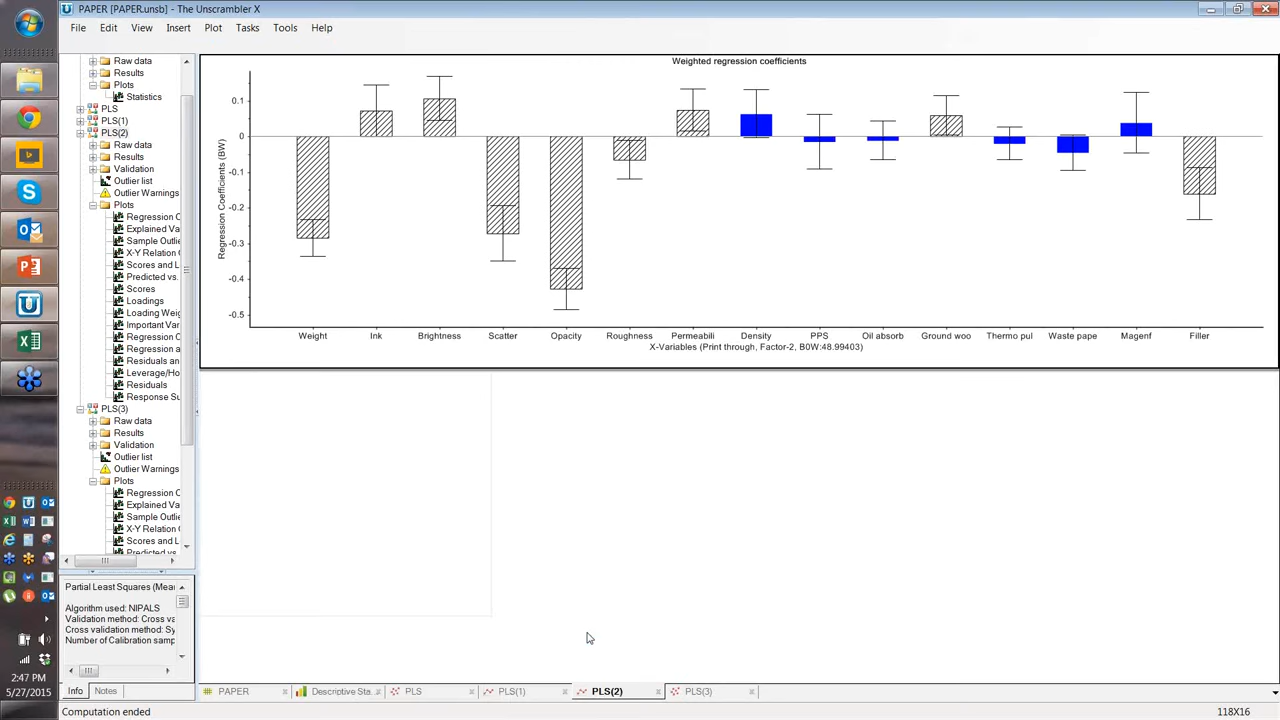 PAPER [PAPER.unsb] - The Unscrambler X
File Edit View Insert Plot Tasks Tools Help
Raw data
Results
Plots
Statistics
PLS
PLS(1)
PLS(2)
Raw data
Results
Validation
Outlier list
Outlier Warnings
Plots
Regression C
Explained Va
Sample Outlie
X-Y Relation
Scores and L
Predicted vs.
Scores
Loadings
Loading Weig
Important Var
Regression C
Regression a
Residuals an
Leverage/Ho
Residuals
Response Su
PLS(3)
Raw data
Results
Validation
Outlier list
Outlier Warnings
Plots
Regression C
Explained Va
Sample Outlie
X-Y Relation
Scores and L
Predicted vs.
Partial Least Squares (Mear
Algorithm used: NIPALS
Validation method: Cross va
Cross validation method: Sy
Number of Calibration samp
Info Notes
Weighted regression coefficients
Regression Coefficients (BW)
0.1
0
-0.1
-0.2
-0.3
-0.4
-0.5
Weight Ink Brightness Scatter Opacity Roughness Permeabili Density PPS Oil absorb Ground woo Thermo pul Waste pape Magenf Filler
X-Variables (Print through, Factor-2, B0W:48.99403)
PAPER Descriptive Sta... PLS PLS(1) PLS(2) PLS(3)
2:47 PM
5/27/2015
Computation ended
118X16